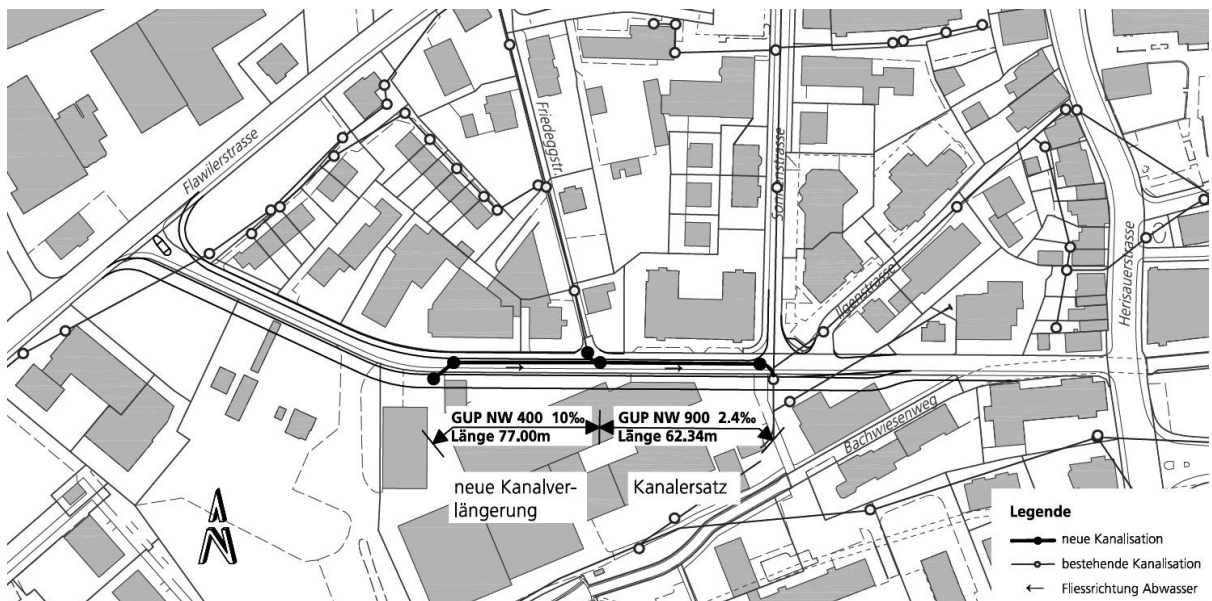 Flawilerstrasse
Friedeggstr.
Sonnenstrasse
Ilgenstrasse
Herisauerstrasse
Bachwiesenweg
GUP NW 400 10‰
Länge 77.00m
GUP NW 900 2.4‰
Länge 62.34m
neue Kanalver-
längerung
Kanalersatz
N
Legende
neue Kanalisation
bestehende Kanalisation
Fliessrichtung Abwasser